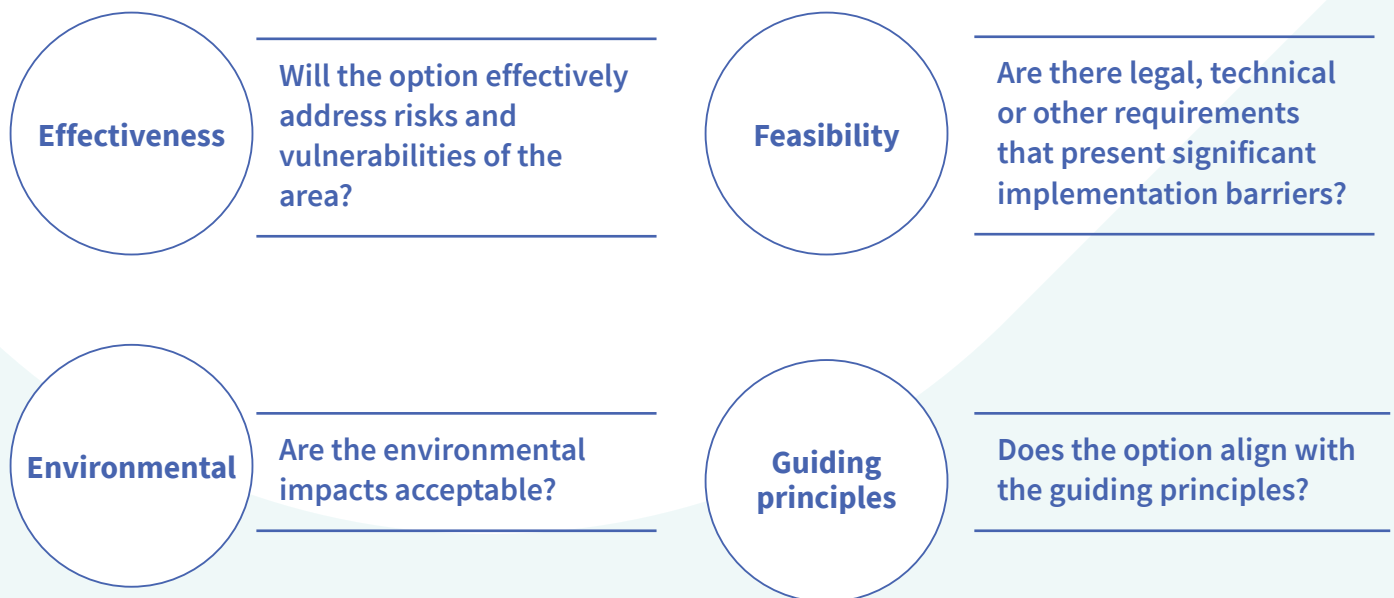 Effectiveness
Will the option effectively
address risks and
vulnerabilities of the
area?
Feasibility
Are there legal, technical
or other requirements
that present significant
implementation barriers?
Environmental
Are the environmental
impacts acceptable?
Guiding
principles
Does the option align with
the guiding principles?